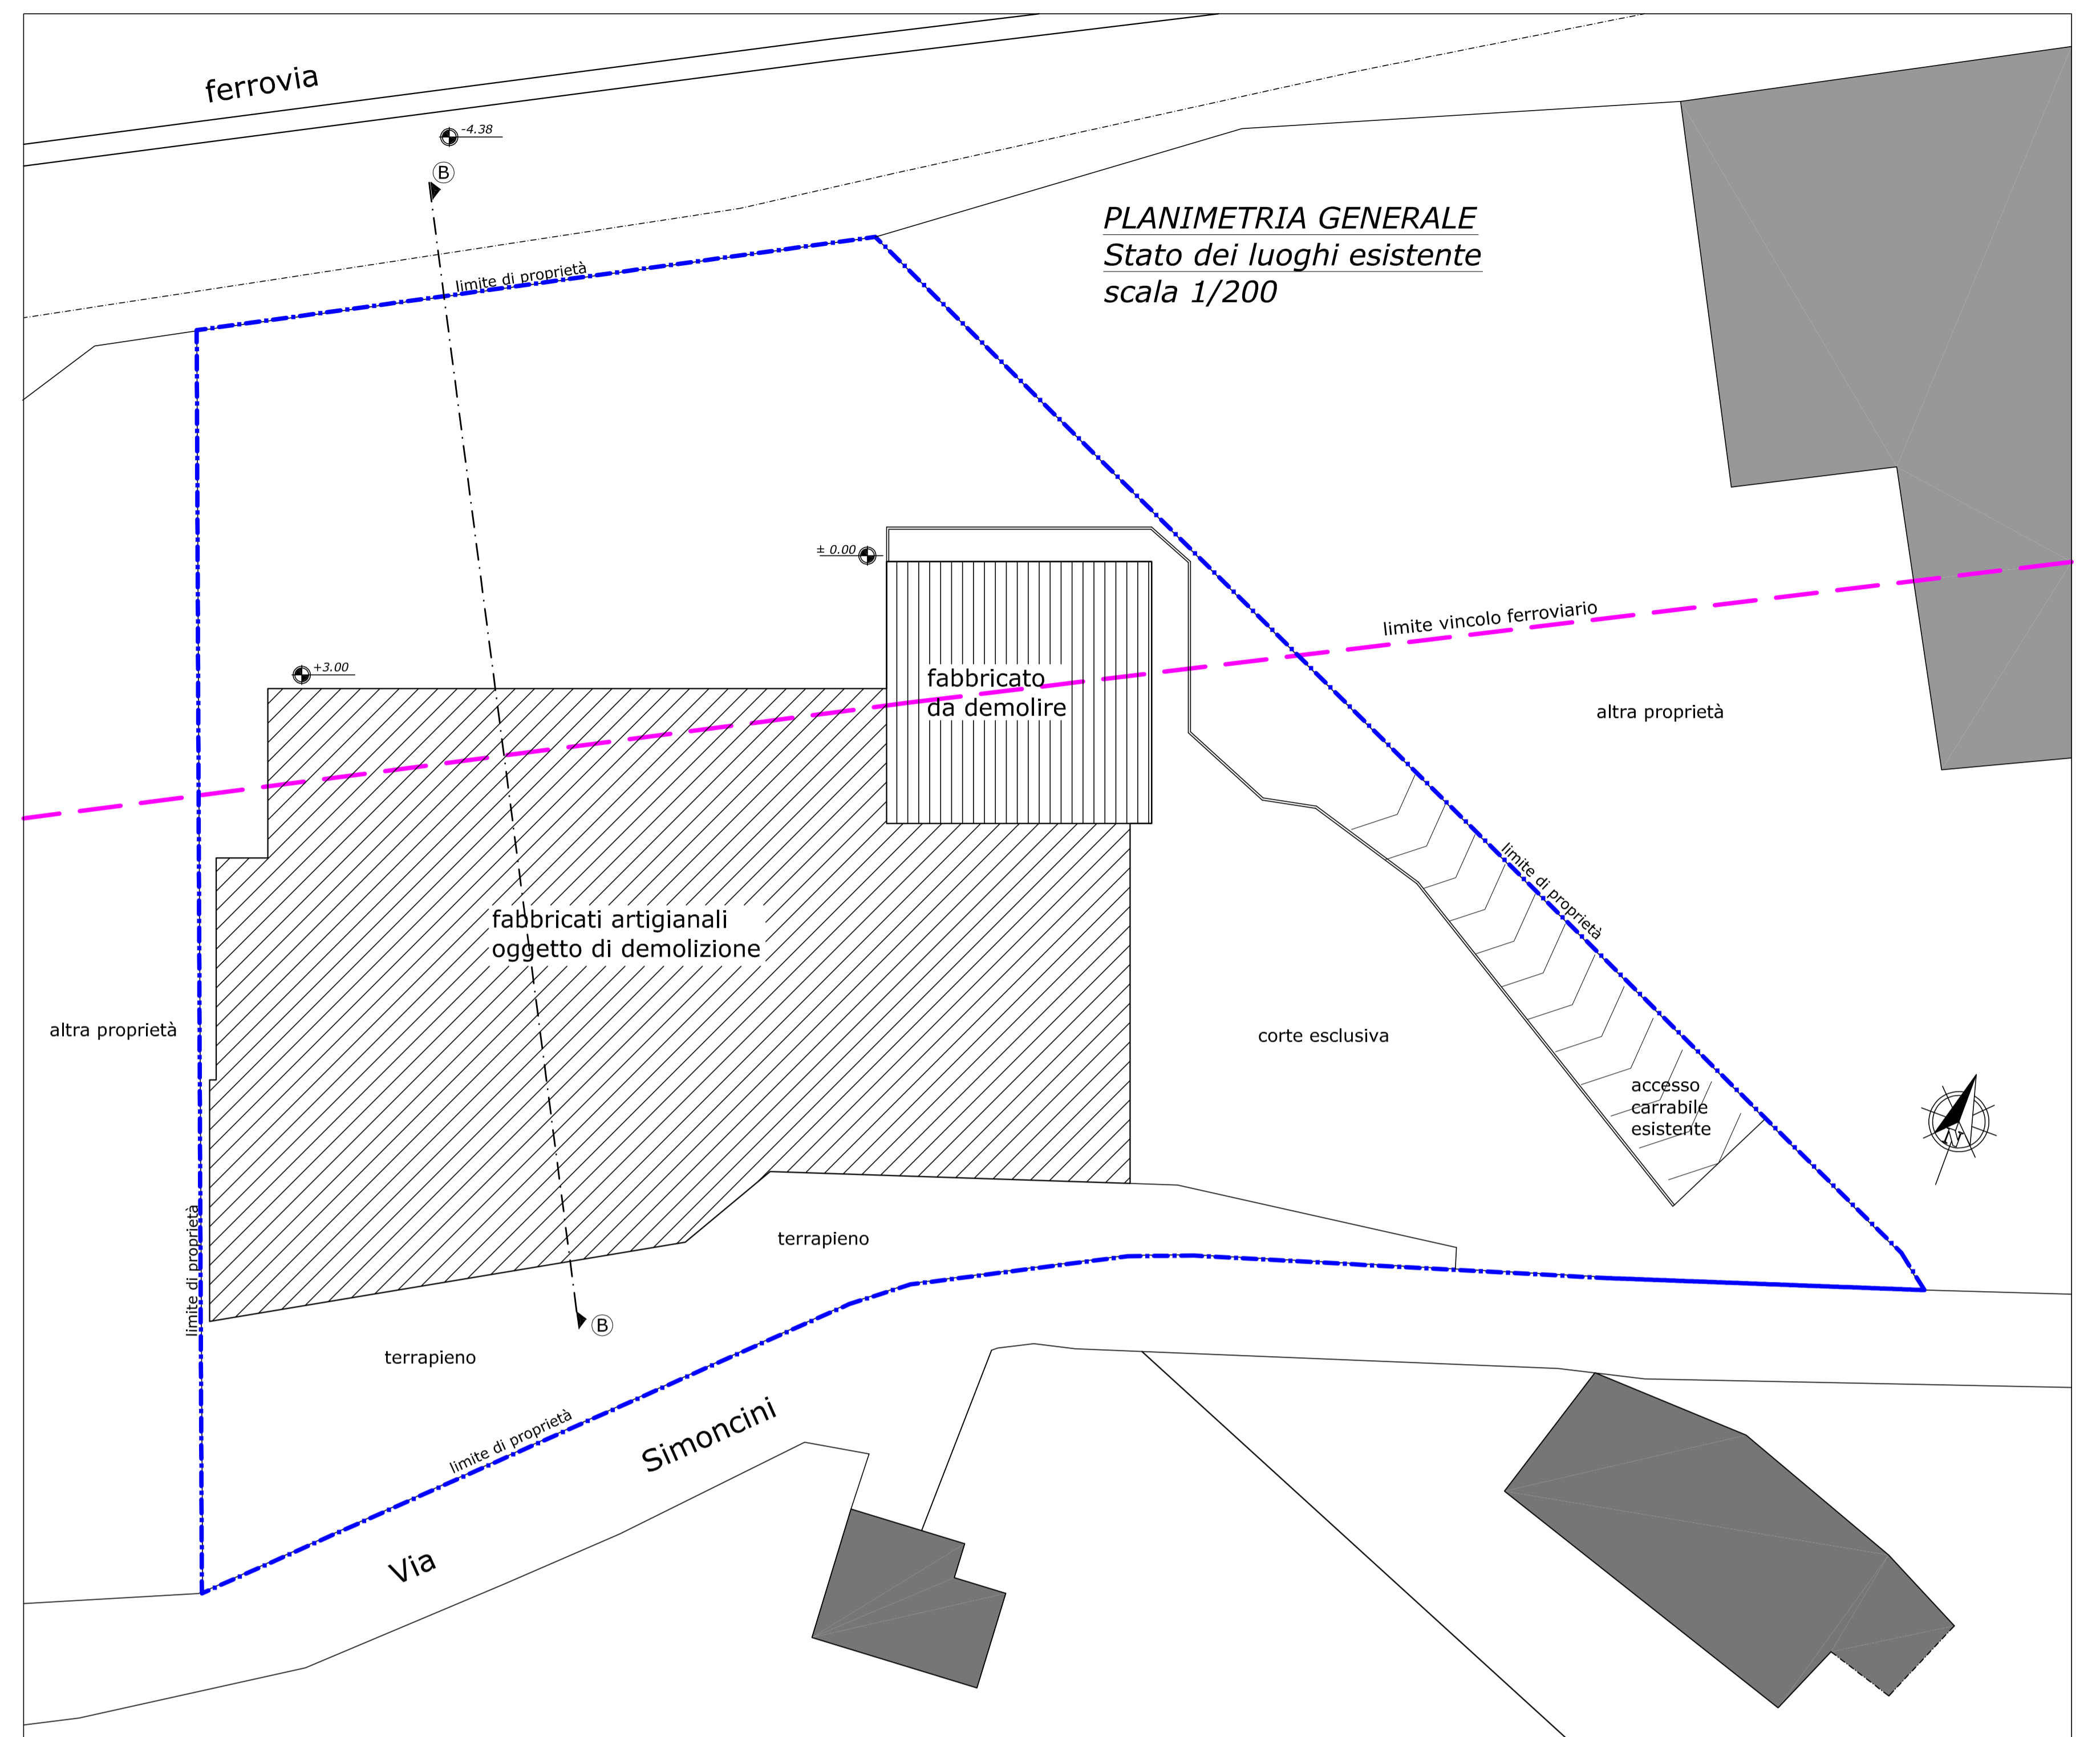 ferrovia
-4.38
B
PLANIMETRIA GENERALE
Stato dei luoghi esistente
scala 1/200
limite di proprietà
± 0.00
limite vincolo ferroviario
+3.00
fabbricato
da demolire
altra proprietà
limite di proprietà
fabbricati artigianali
oggetto di demolizione
altra proprietà
corte esclusiva
accesso
carrabile
esistente
N
limite di proprietà
terrapieno
B
terrapieno
limite di proprietà
Via Simoncini